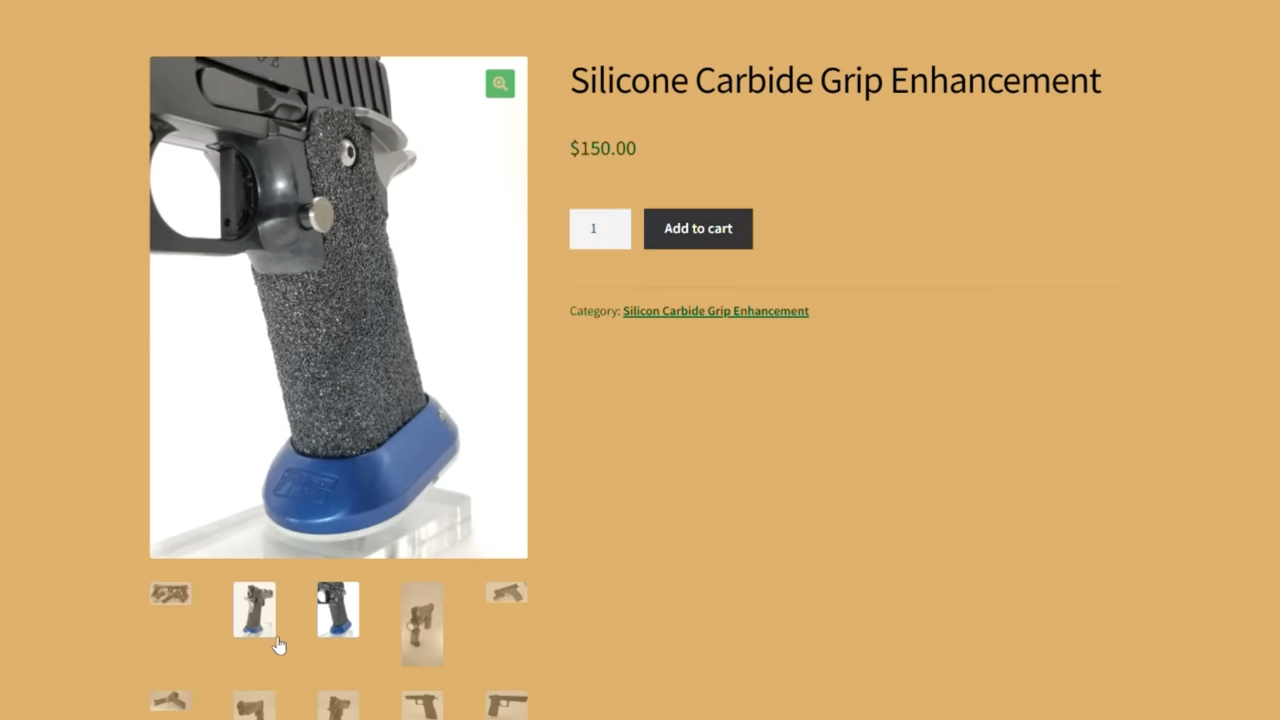 Silicone Carbide Grip Enhancement
$150.00
1
Add to cart
Category: Silicon Carbide Grip Enhancement